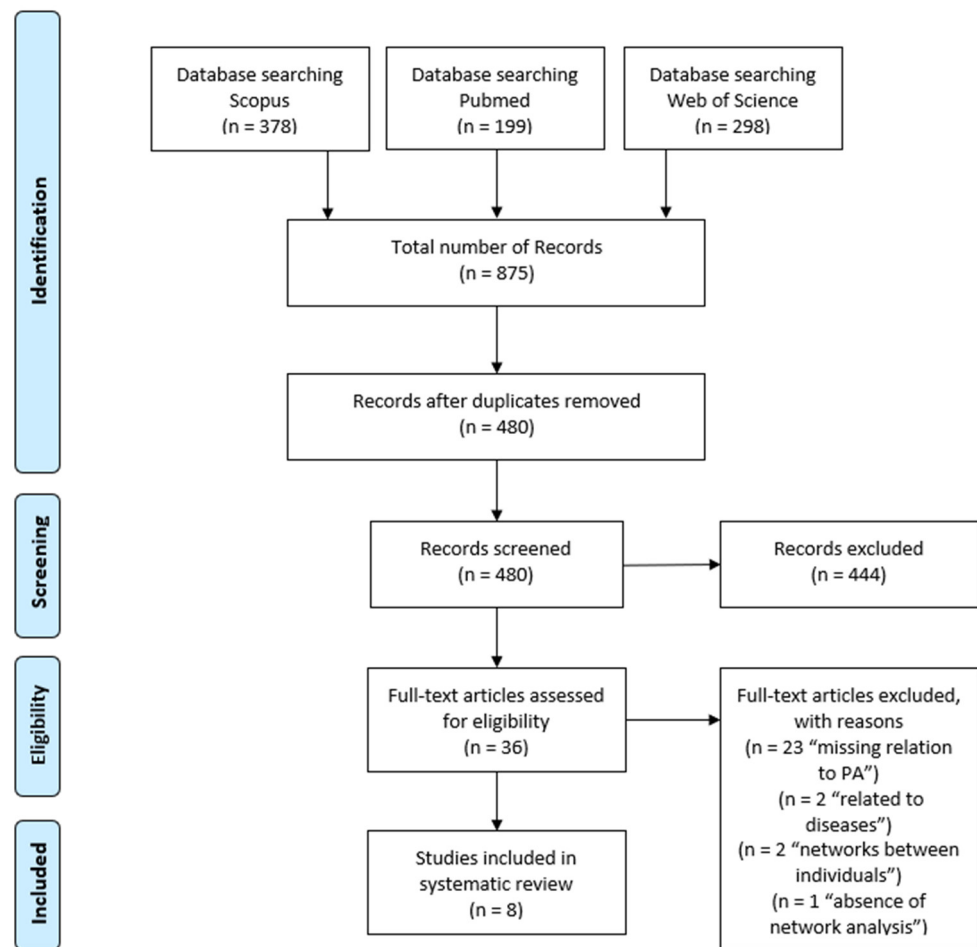 Identification
Database searching
Scopus
(n = 378)
Database searching
Pubmed
(n = 199)
Database searching
Web of Science
(n = 298)
Total number of Records
(n = 875)
Records after duplicates removed
(n = 480)
Screening
Records screened
(n = 480)
Records excluded
(n = 444)
Eligibility
Full-text articles assessed
for eligibility
(n = 36)
Full-text articles excluded,
with reasons
(n = 23 “missing relation
to PA”)
(n = 2 “related to
diseases”)
(n = 2 “networks between
individuals”)
(n = 1 “absence of
network analysis”)
Included
Studies included in
systematic review
(n = 8)